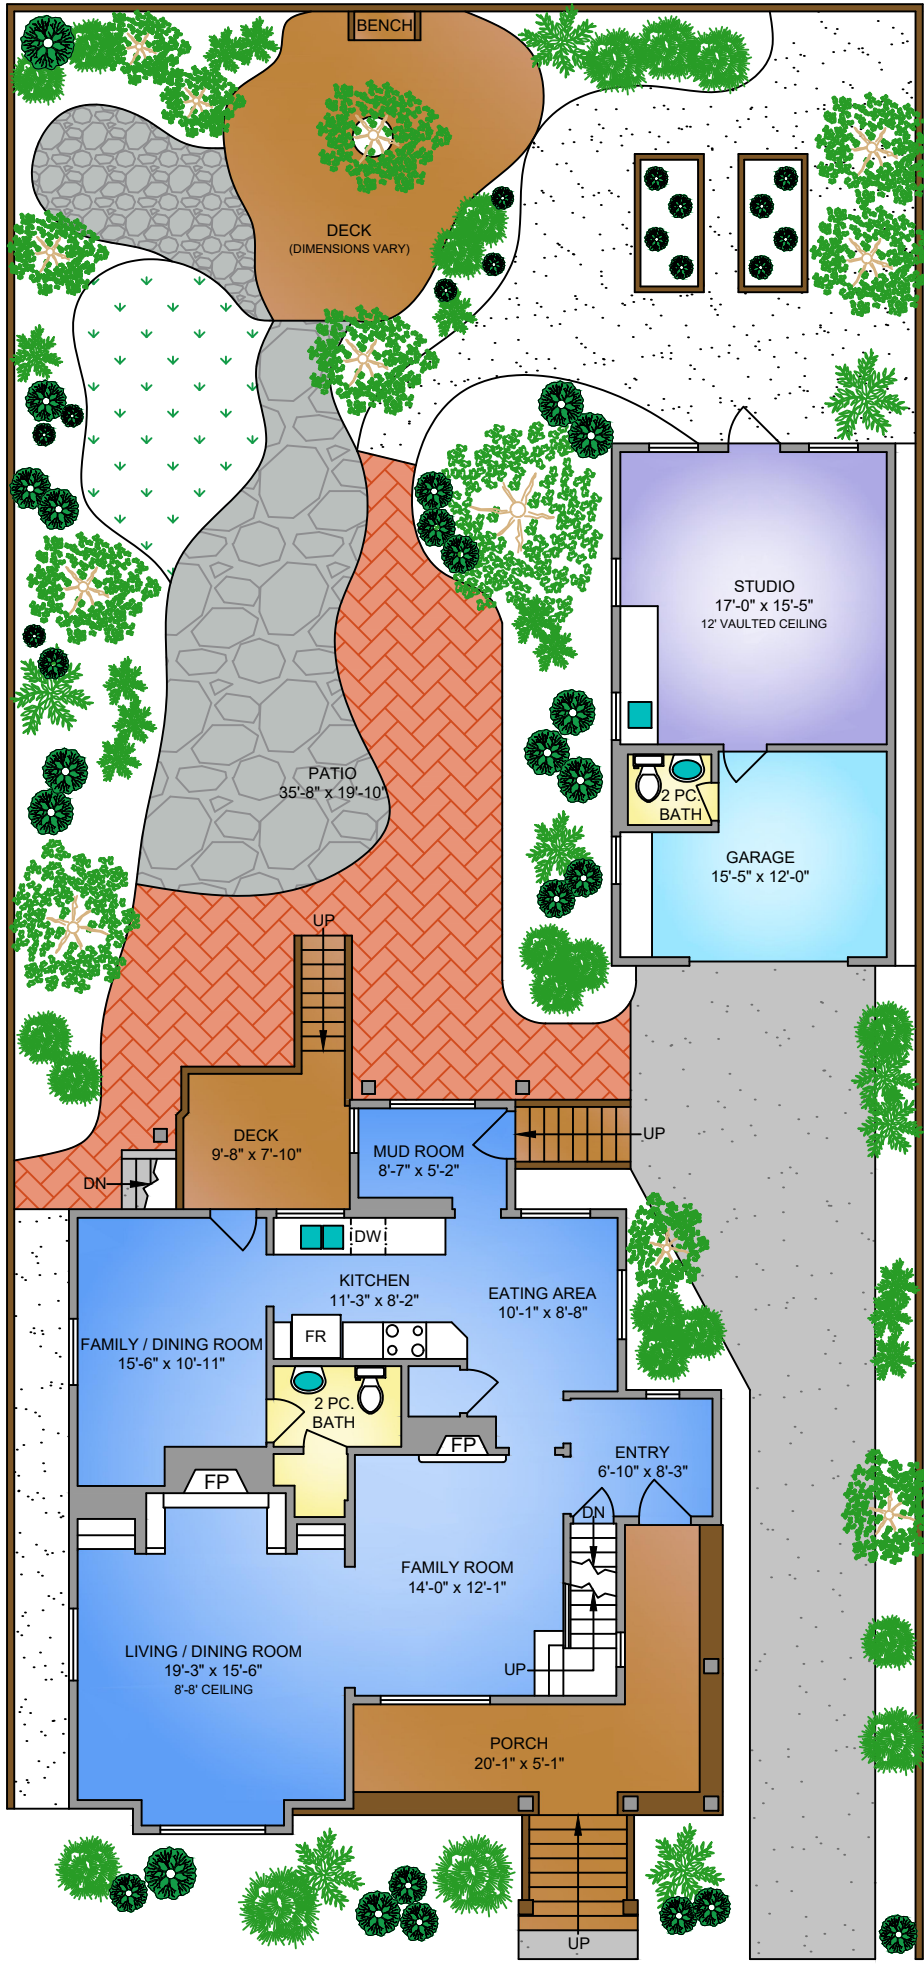 BENCH
DECK
(DIMENSIONS VARY)
STUDIO
17'-0" x 15'-5"
12' VAULTED CEILING
PATIO
35'-8" x 19'-10"
2 PC.
BATH
GARAGE
15'-5" x 12'-0"
UP
DECK
9'-8" x 7'-10"
MUD ROOM
8'-7" x 5'-2"
UP
DN
DW
KITCHEN
11'-3" x 8'-2"
EATING AREA
10'-1" x 8'-8"
FR
FAMILY / DINING ROOM
15'-6" x 10'-11"
2 PC.
BATH
FP
ENTRY
6'-10" x 8'-3"
FP
DN
FAMILY ROOM
14'-0" x 12'-1"
LIVING / DINING ROOM
19'-3" x 15'-6"
8'-8' CEILING
UP
PORCH
20'-1" x 5'-1"
UP